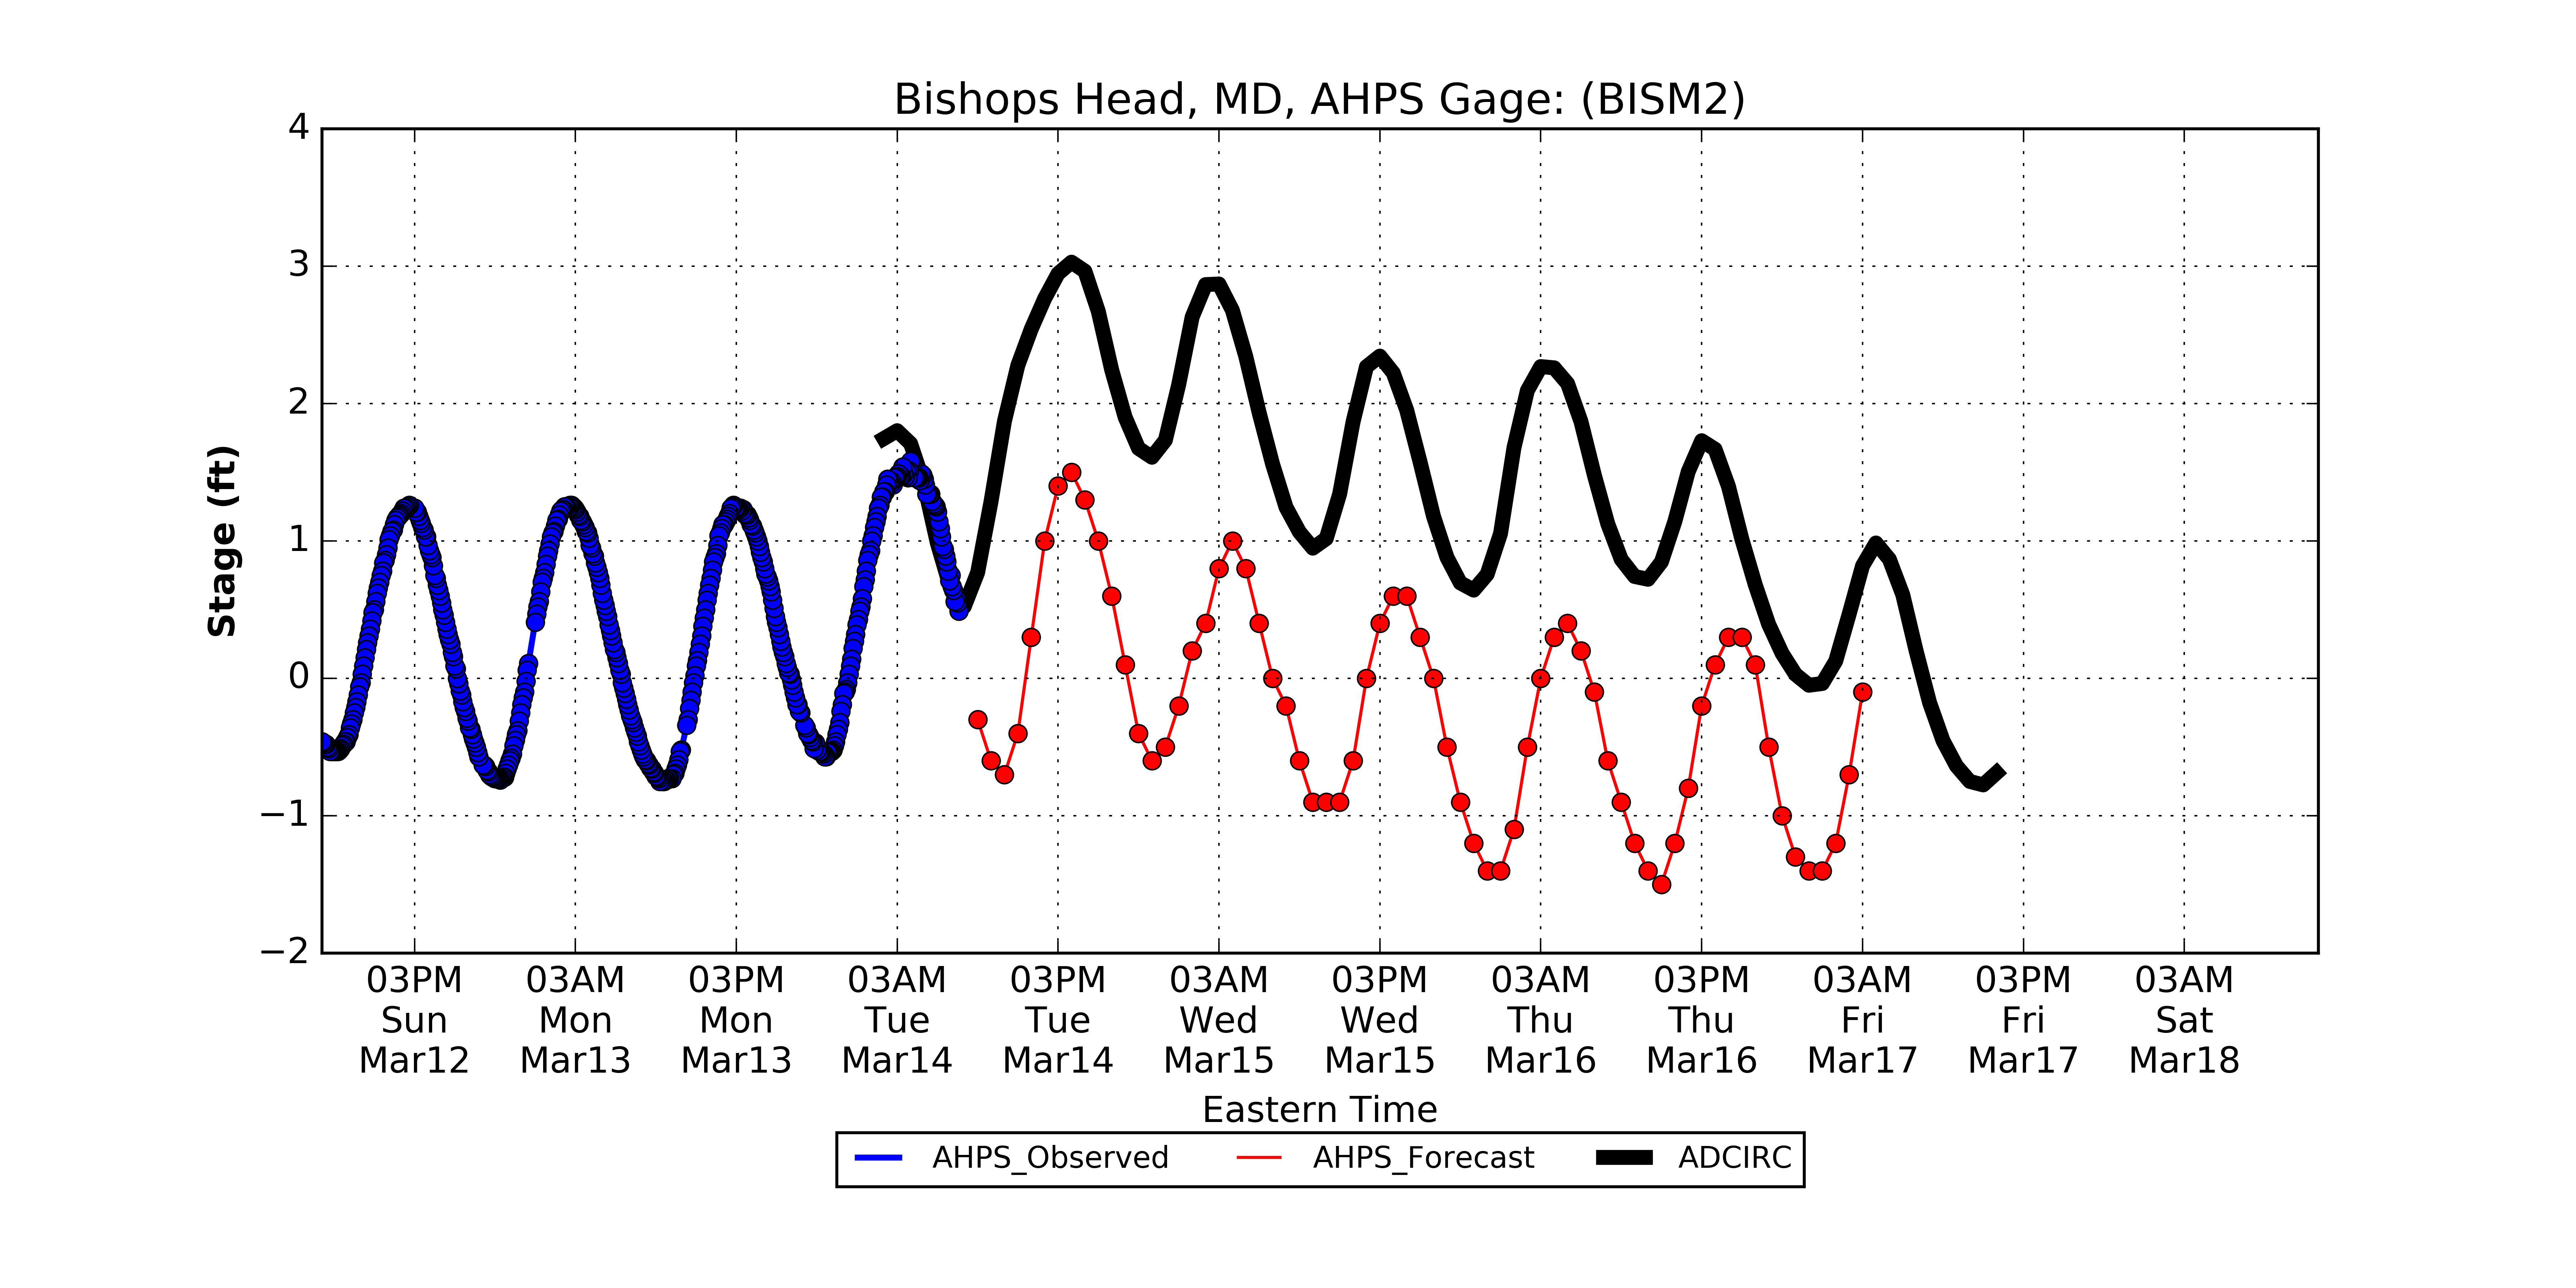 Bishops Head, MD, AHPS Gage: (BISM2)
4
3
2
1
0
−1
−2
Stage (ft)
03PM 03AM 03PM 03AM 03PM 03AM 03PM 03AM 03PM 03AM 03PM 03AM
Sun Mon Mon Tue Tue Wed Wed Thu Thu Fri Fri Sat
Mar12 Mar13 Mar13 Mar14 Mar14 Mar15 Mar15 Mar16 Mar16 Mar17 Mar17 Mar18
Eastern Time
AHPS_Observed AHPS_Forecast ADCIRC